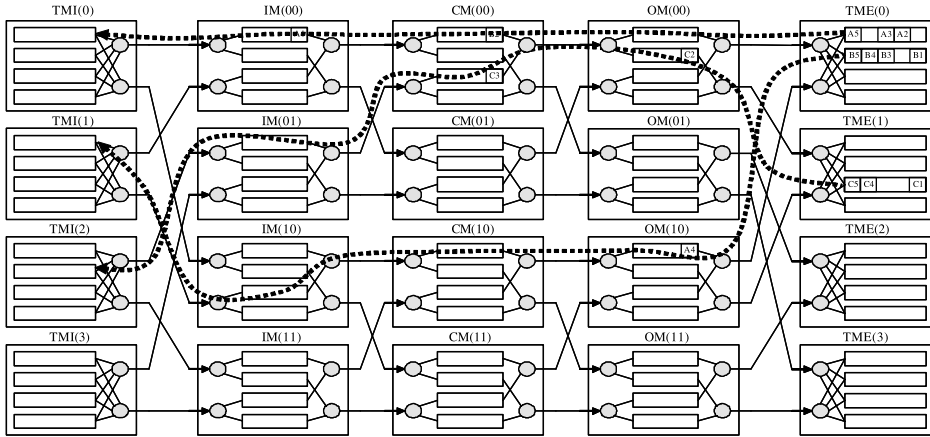 TMI(0) IM(00) CM(00) OM(00) TME(0)
A5 A3 A2
C2
B5 B4 B3 B1
C3
TMI(1) IM(01) CM(01) OM(01) TME(1)
C5 C4 C1
TMI(2) IM(10) CM(10) OM(10) TME(2)
A4
TMI(3) IM(11) CM(11) OM(11) TME(3)